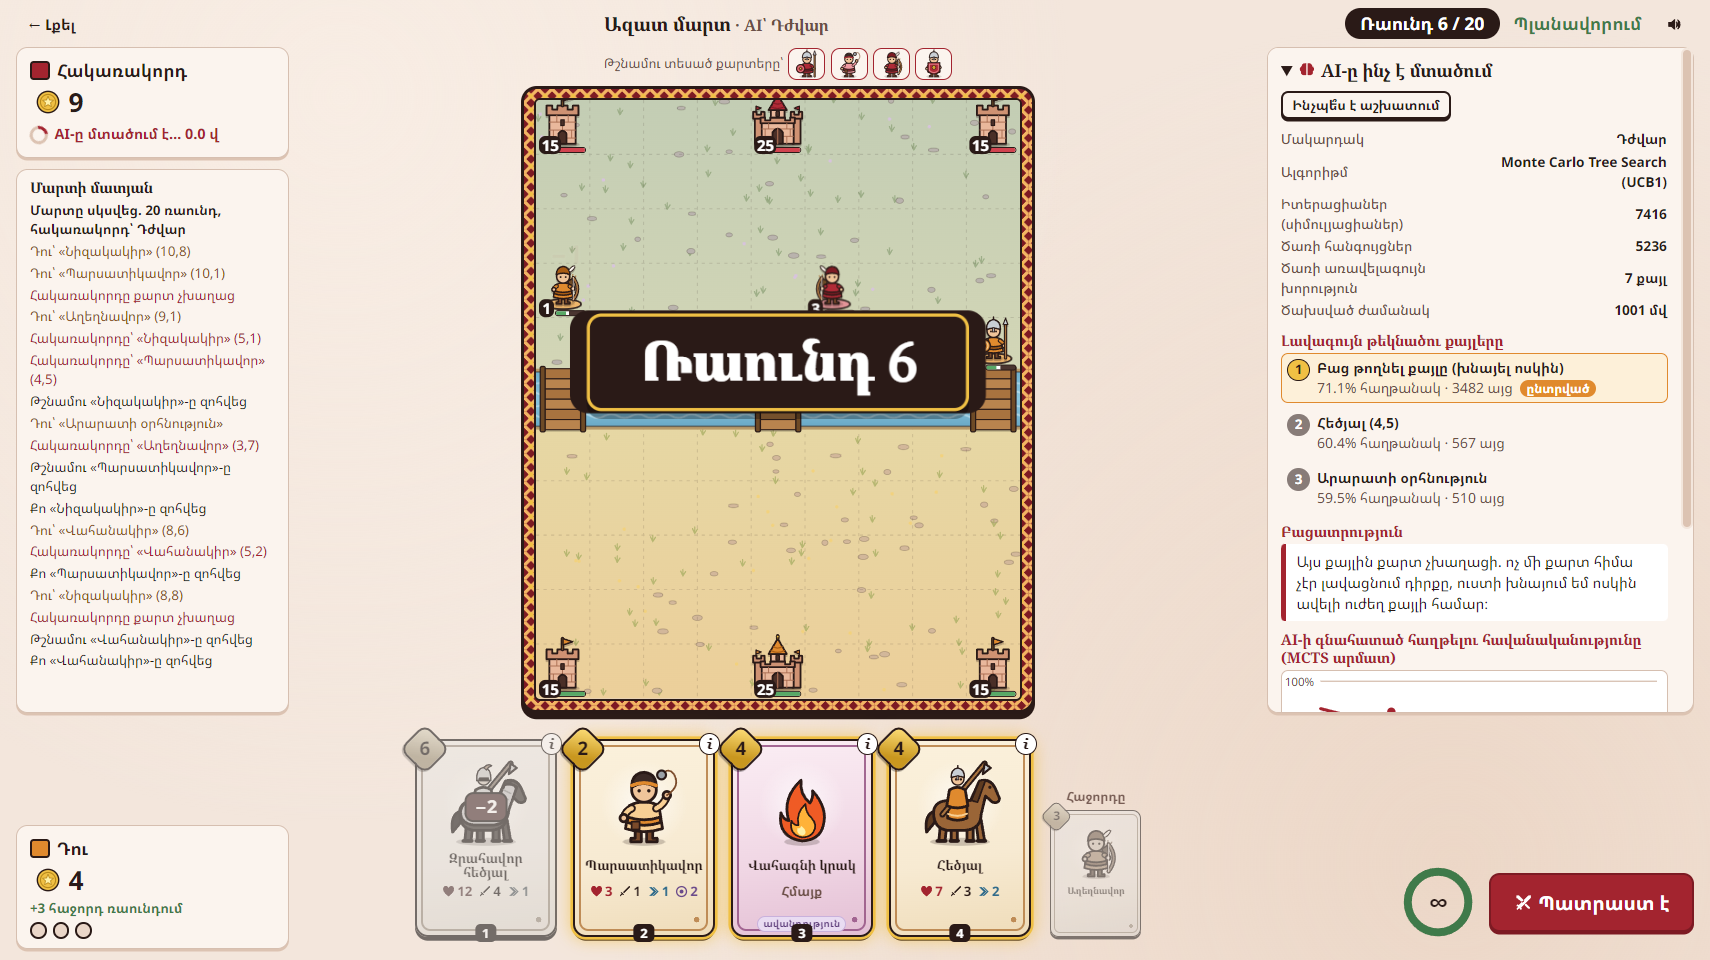 ← Լքել
Ազատ մարտ · AI՝ Դժվար
Ռաունդ 6 / 20
Պլանավորում
Թշնամու տեսած քարտերը՝
Հակառակորդ
9
AI-ը մտածում է... 0.0 վ
Մարտի մատյան
Մարտը սկսվեց. 20 ռաունդ,
հակառակորդ՝ Դժվար
Դու՝ «Նիզակակիր» (10,8)
Դու՝ «Պարսատիկավոր» (10,1)
Հակառակորդը քարտ չխաղաց
Դու՝ «Աղեղնավոր» (9,1)
Հակառակորդը՝ «Նիզակակիր» (5,1)
Հակառակորդը՝ «Պարսատիկավոր»
(4,5)
Թշնամու «Նիզակակիր»-ը զոհվեց
Դու՝ «Արարատի օրհնություն»
Հակառակորդը՝ «Աղեղնավոր» (3,7)
Թշնամու «Պարսատիկավոր»-ը
զոհվեց
Քո «Նիզակակիր»-ը զոհվեց
Դու՝ «Վահանակիր» (8,6)
Հակառակորդը՝ «Վահանակիր» (5,2)
Քո «Պարսատիկավոր»-ը զոհվեց
Դու՝ «Նիզակակիր» (8,8)
Հակառակորդը քարտ չխաղաց
Թշնամու «Վահանակիր»-ը զոհվեց
Քո «Վահանակիր»-ը զոհվեց
Դու
4
+3 հաջորդ ռաունդում
15
25
15
1
3
Ռաունդ 6
15
25
15
6
−2
Զրահավոր
հեծյալ
12 4 1
1
2
i
Պարսատիկավոր
3 1 1 2
2
4
i
Վահագնի կրակ
Հմայք
3
4
i
Հեծյալ
7 3 2
4
i
Հաջորդը
3
Աղեղնավոր
▼ AI-ը ինչ է մտածում
Ինչպե՞ս է աշխատում
Մակարդակ Դժվար
Ալգորիթմ Monte Carlo Tree Search
(UCB1)
Իտերացիաներ
(սիմուլյացիաներ) 7416
Ծառի հանգույցներ 5236
Ծառի առավելագույն
խորություն 7 քայլ
Ծախսված ժամանակ 1001 մվ
Լավագույն թեկնածու քայլերը
1 Բաց թողնել քայլը (խնայել ոսկին)
71.1% հաղթանակ · 3482 այց ընտրված
2 Հեծյալ (4,5)
60.4% հաղթանակ · 567 այց
3 Արարատի օրհնություն
59.5% հաղթանակ · 510 այց
Բացատրություն
Այս քայլին քարտ չխաղացի. ոչ մի քարտ հիմա
չէր լավացնում դիրքը, ուստի խնայում եմ ոսկին
ավելի ուժեղ քայլի համար:
AI-ի գնահատած հաղթելու հավանականությունը
(MCTS արմատ)
100%
∞
Պատրաստ է